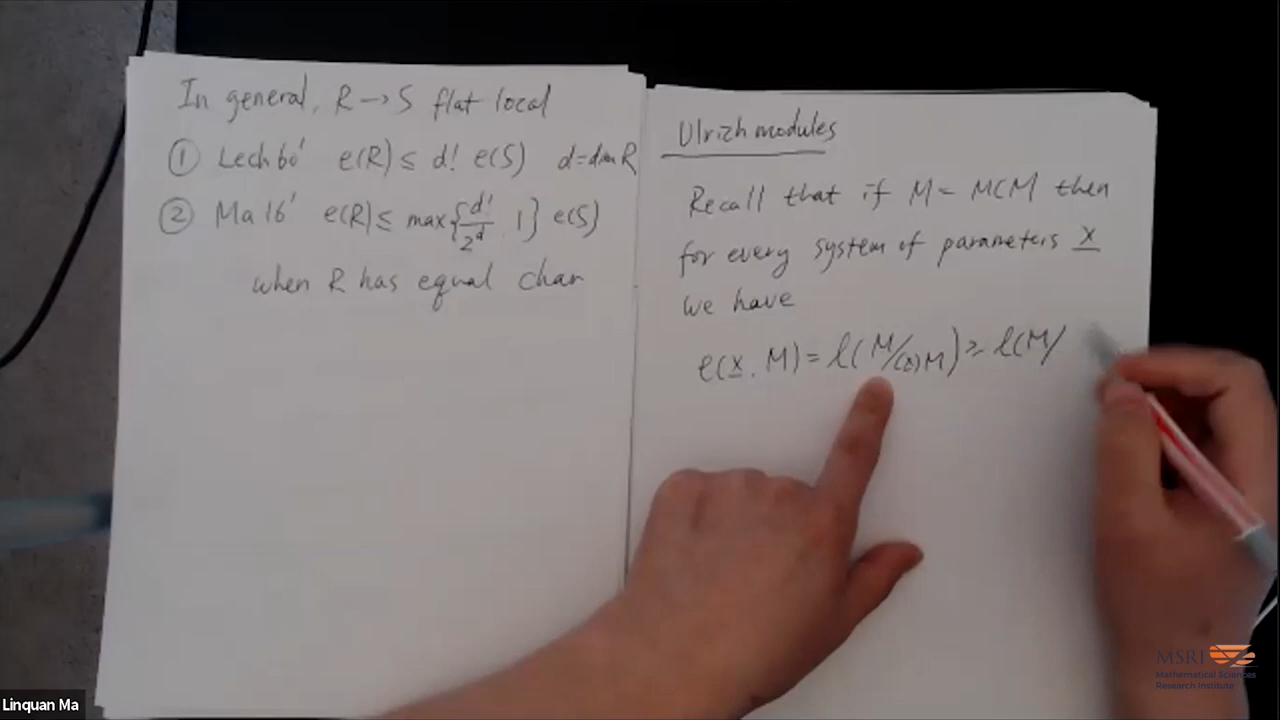 In general, R → S flat local
① Lech 60' e(R) ≤ d! e(S) d=dim R
② Ma 16' e(R) ≤ max{d!/2^d, 1} e(S)
when R has equal char
Ulrich modules
Recall that if M = MCM then
for every system of parameters x
we have
e(x, M) = l(M/(x)M) ≥ l(M/
MSRI
Mathematical Sciences
Research Institute
Linquan Ma